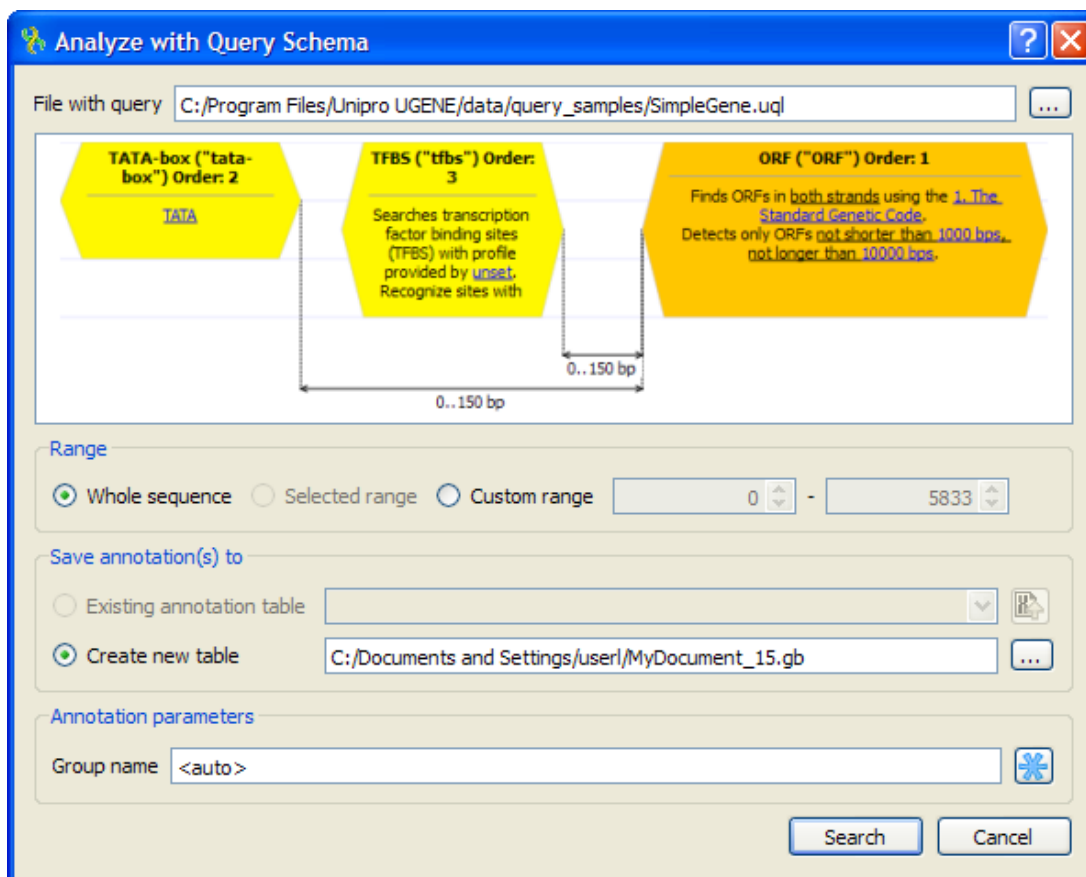 Analyze with Query Schema
File with query C:/Program Files/Unipro UGENE/data/query_samples/SimpleGene.uql ...
TATA-box ("tata-
box") Order: 2
TATA
TFBS ("tfbs") Order:
3
Searches transcription
factor binding sites
(TFBS) with profile
provided by unset.
Recognize sites with
ORF ("ORF") Order: 1
Finds ORFs in both strands using the 1. The
Standard Genetic Code.
Detects only ORFs not shorter than 1000 bps,
not longer than 10000 bps.
0..150 bp
0..150 bp
Range
Whole sequence Selected range Custom range 0 - 5833
Save annotation(s) to
Existing annotation table
Create new table C:/Documents and Settings/userl/MyDocument_15.gb ...
Annotation parameters
Group name <auto>
Search Cancel